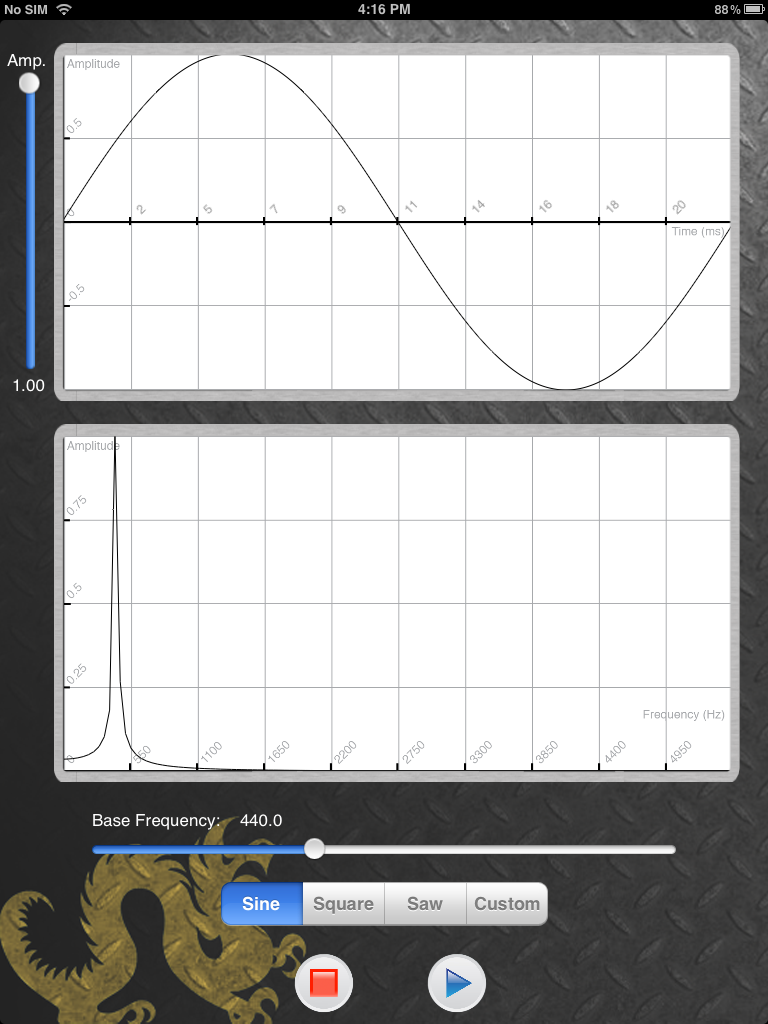 No SIM 4:16 PM 88%
Amp.
Amplitude
0.5
0
2 5 7 9 11 14 16 18 20
Time (ms)
-0.5
1.00
Amplitude
0.75
0.5
0.25
Frequency (Hz)
0 550 1100 1650 2200 2750 3300 3850 4400 4950
Base Frequency: 440.0
Sine Square Saw Custom